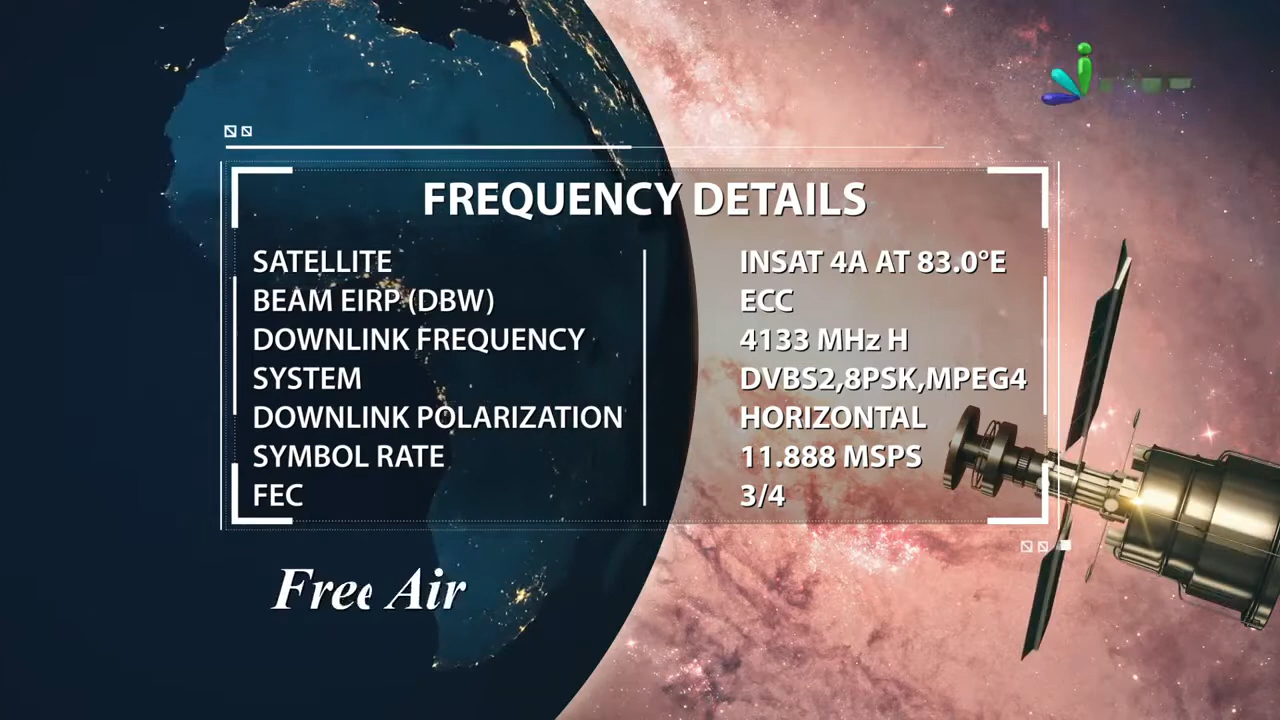 FREQUENCY DETAILS
SATELLITE INSAT 4A AT 83.0°E
BEAM EIRP (DBW) ECC
DOWNLINK FREQUENCY 4133 MHz H
SYSTEM DVBS2,8PSK,MPEG4
DOWNLINK POLARIZATION HORIZONTAL
SYMBOL RATE 11.888 MSPS
FEC 3/4
Free Air